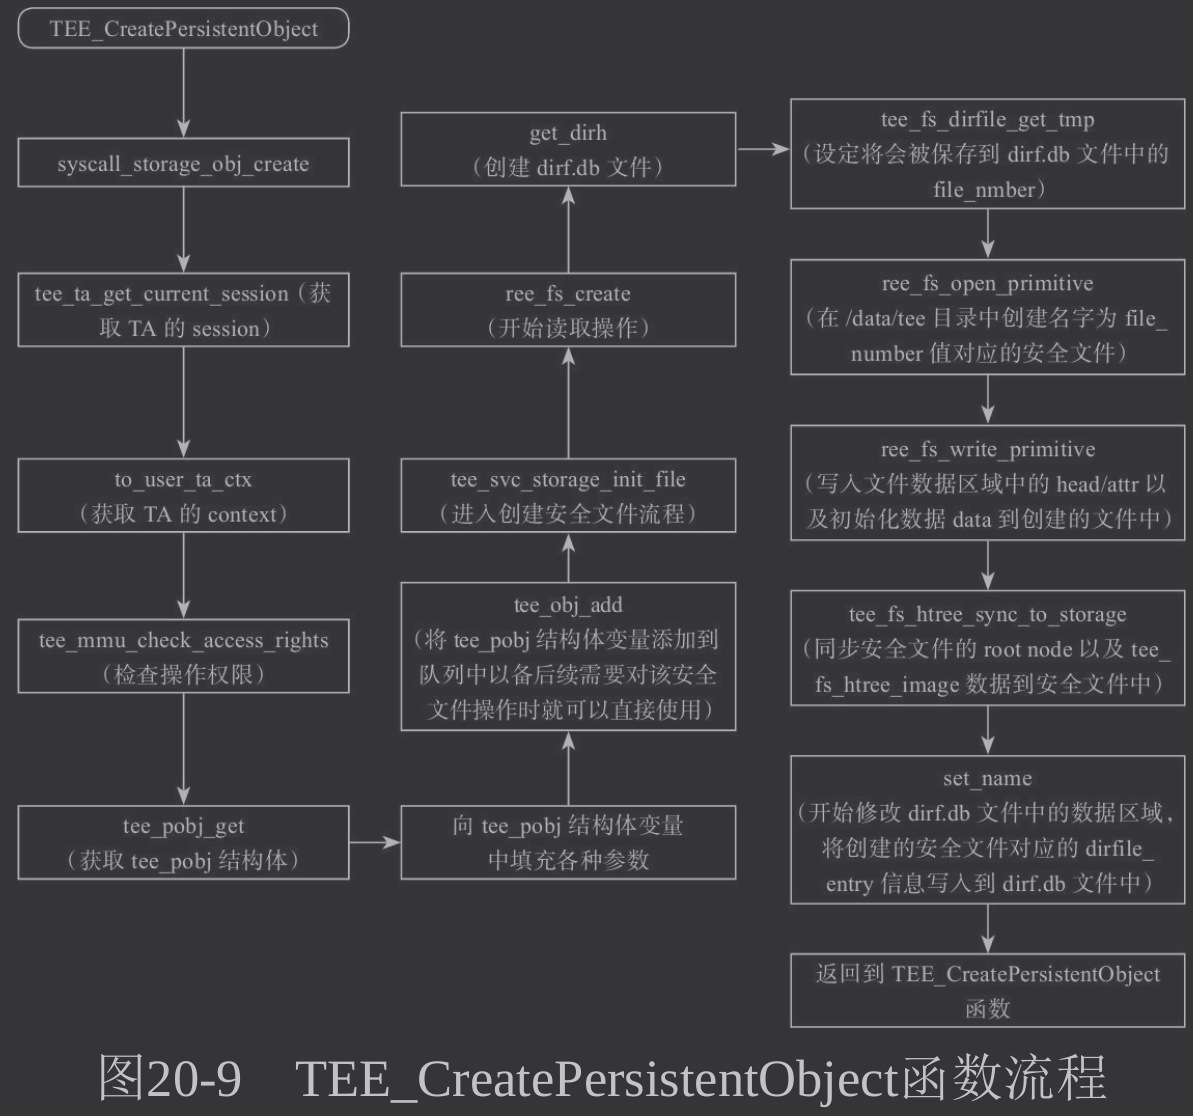 TEE_CreatePersistentObject
syscall_storage_obj_create
tee_ta_get_current_session（获
取 TA 的 session）
to_user_ta_ctx
（获取 TA 的 context）
tee_mmu_check_access_rights
（检查操作权限）
tee_pobj_get
（获取 tee_pobj 结构体）
向 tee_pobj 结构体变量
中填充各种参数
tee_obj_add
（将 tee_pobj 结构体变量添加到
队列中以备后续需要对该安全
文件操作时就可以直接使用）
tee_svc_storage_init_file
（进入创建安全文件流程）
ree_fs_create
（开始读取操作）
get_dirh
（创建 dirf.db 文件）
tee_fs_dirfile_get_tmp
（设定将会被保存到 dirf.db 文件中的
file_nmber）
ree_fs_open_primitive
（在 /data/tee 目录中创建名字为 file_
number 值对应的安全文件）
ree_fs_write_primitive
（写入文件数据区域中的 head/attr 以
及初始化数据 data 到创建的文件中）
tee_fs_htree_sync_to_storage
（同步安全文件的 root node 以及 tee_
fs_htree_image 数据到安全文件中）
set_name
（开始修改 dirf.db 文件中的数据区域，
将创建的安全文件对应的 dirfile_
entry 信息写入到 dirf.db 文件中）
返回到 TEE_CreatePersistentObject
函数
图20-9 TEE_CreatePersistentObject函数流程